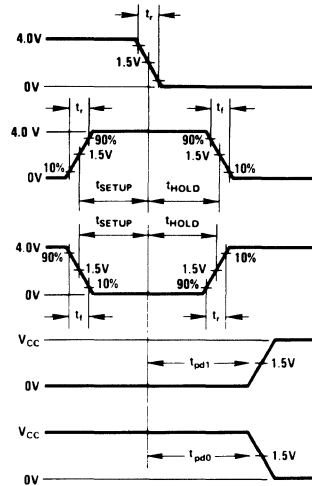 tr
4.0V
1.5V
0V
tr tf
4.0 V 90% 90%
1.5V 1.5V
10% 10%
0V
tSETUP tHOLD
tSETUP tHOLD
4.0V
90% 1.5V 1.5V
10% 90%
0V
tf tr
VCC
tpd1 1.5V
0V
VCC
tpd0 1.5V
0V